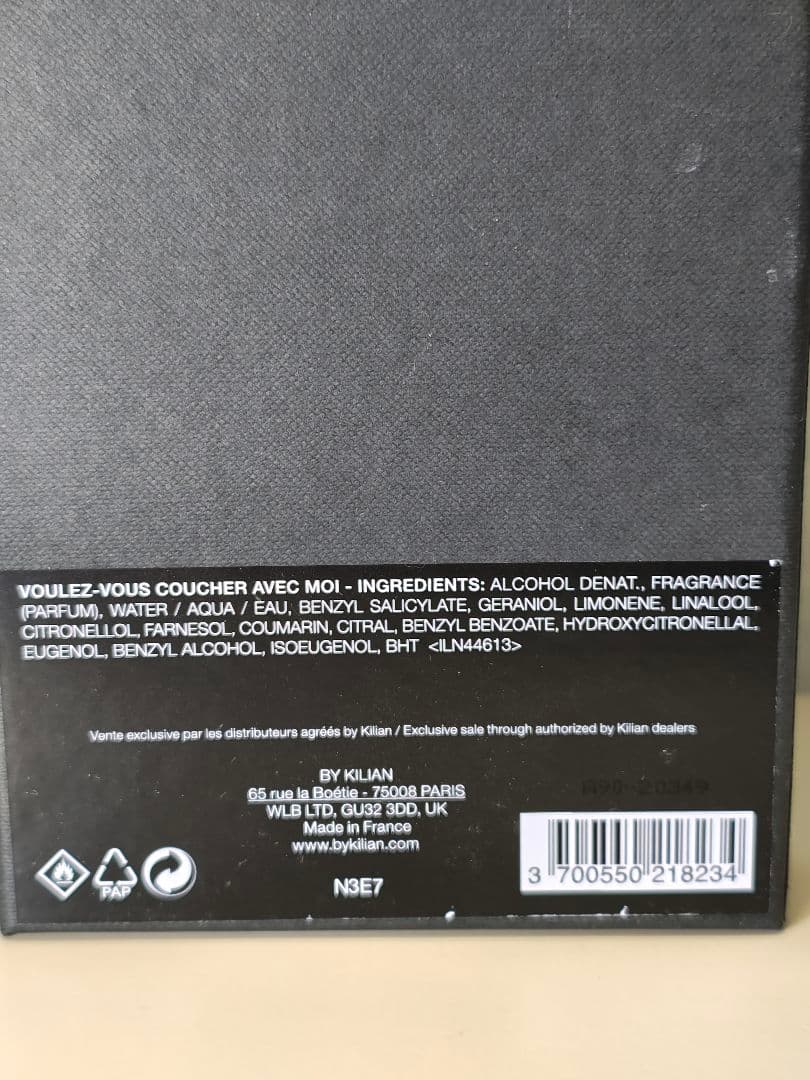 VOULEZ-VOUS COUCHER AVEC MOI - INGREDIENTS: ALCOHOL DENAT., FRAGRANCE
(PARFUM), WATER / AQUA / EAU, BENZYL SALICYLATE, GERANIOL, LIMONENE, LINALOOL,
CITRONELLOL, FARNESOL, COUMARIN, CITRAL, BENZYL BENZOATE, HYDROXYCITRONELLAL,
EUGENOL, BENZYL ALCOHOL, ISOEUGENOL, BHT <ILN44613>
Vente exclusive par les distributeurs agréés by Kilian / Exclusive sale through authorized by Kilian dealers
BY KILIAN
65 rue la Boétie - 75008 PARIS
WLB LTD, GU32 3DD, UK
Made in France
www.bykilian.com
N3E7
PAP
3 700550 218234